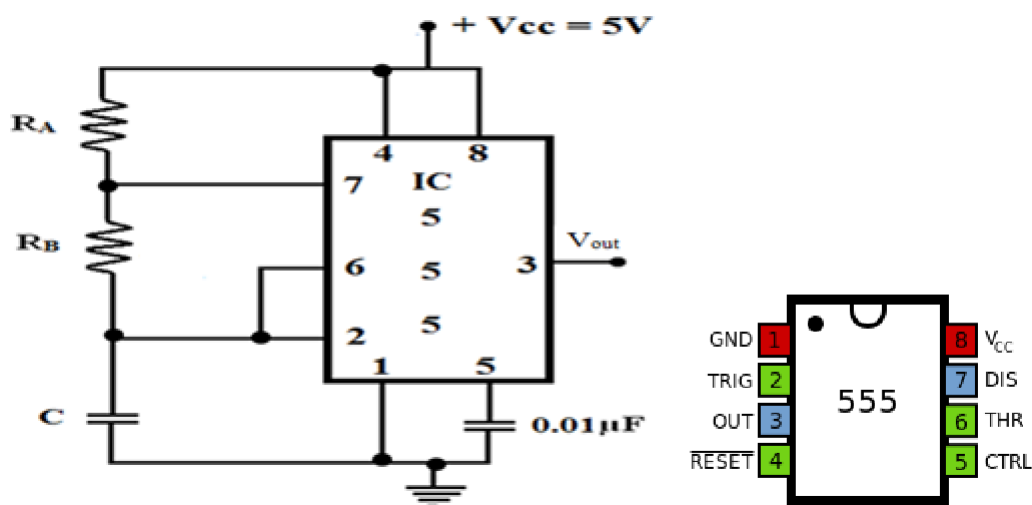 + Vcc = 5V
RA
4 8
7 IC
5
RB
Vout
6 5 3
5
2
1 5
C
0.01µF
555
GND 1
TRIG 2
OUT 3
RESET 4
8 VCC
7 DIS
6 THR
5 CTRL